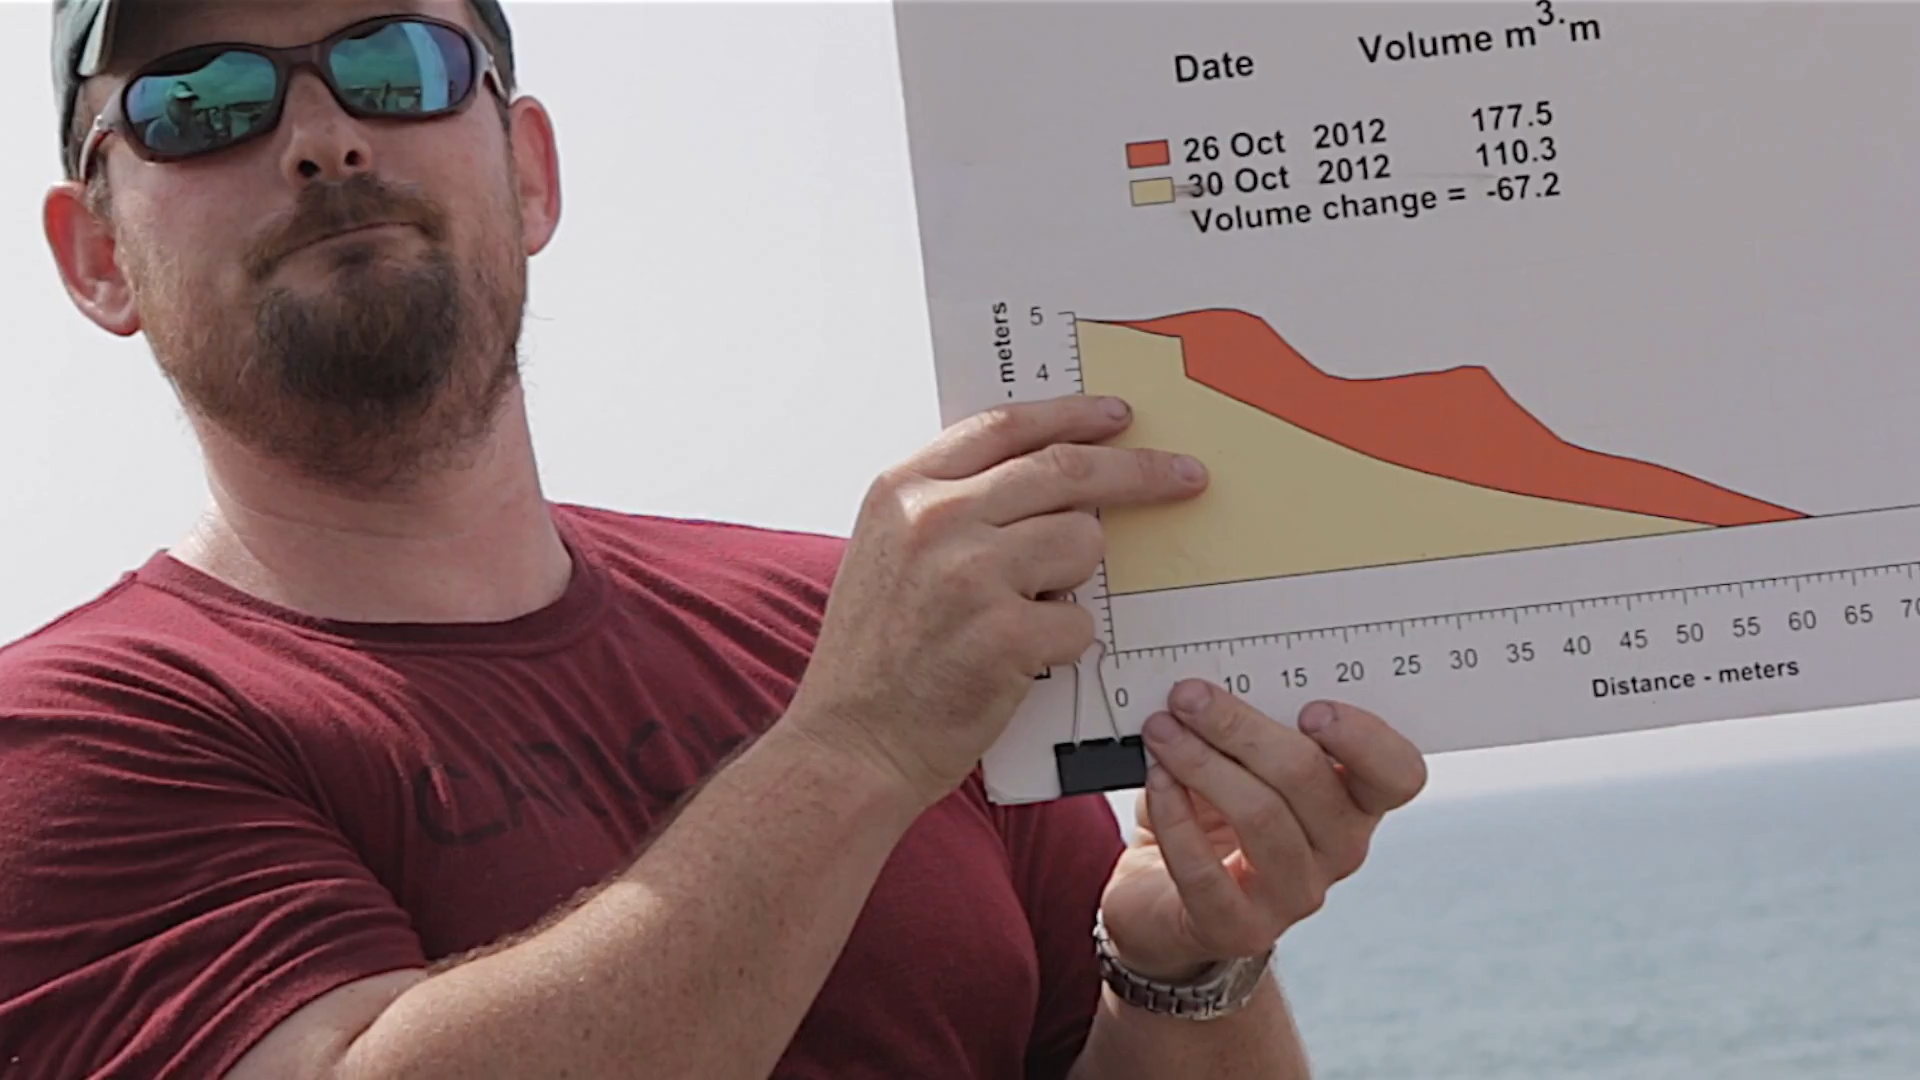 Date Volume m³·m
26 Oct 2012 177.5
30 Oct 2012 110.3
Volume change = -67.2
- meters
5
4
0 10 15 20 25 30 35 40 45 50 55 60 65 70
Distance - meters